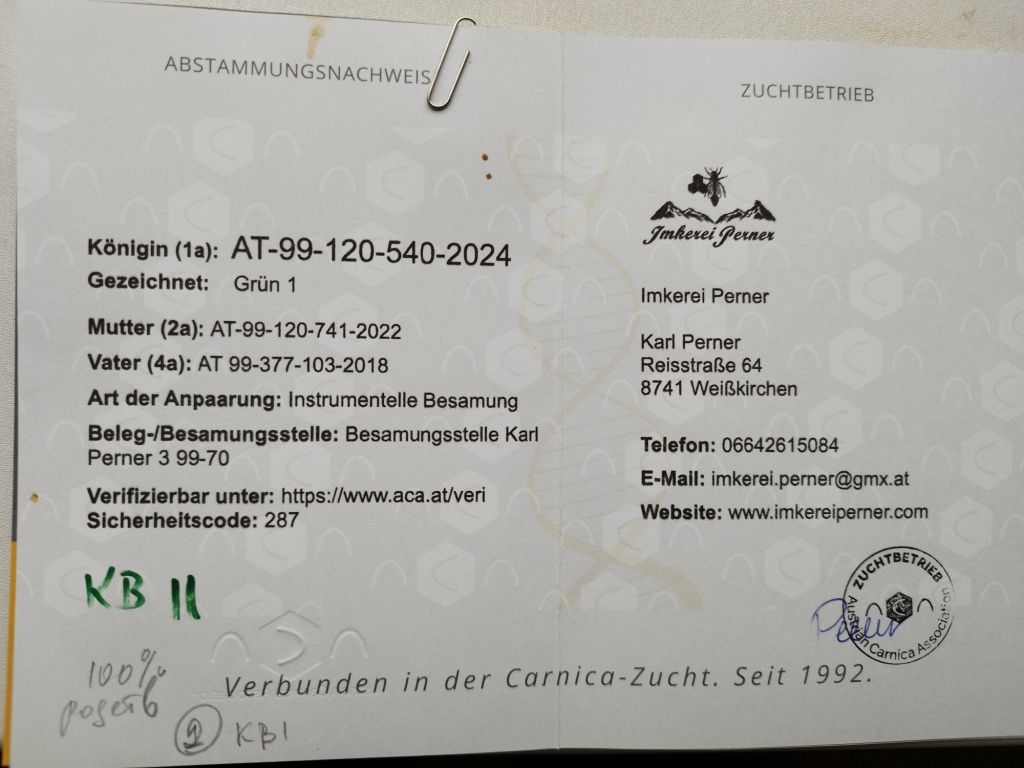 ABSTAMMUNGSNACHWEIS
Königin (1a): AT-99-120-540-2024
Gezeichnet: Grün 1
Mutter (2a): AT-99-120-741-2022
Vater (4a): AT 99-377-103-2018
Art der Anpaarung: Instrumentelle Besamung
Beleg-/Besamungsstelle: Besamungsstelle Karl
Perner 3 99-70
Verifizierbar unter: https://www.aca.at/veri
Sicherheitscode: 287
KB II
100%
1 KB I
ZUCHTBETRIEB
Imkerei Perner
Imkerei Perner
Karl Perner
Reisstraße 64
8741 Weißkirchen
Telefon: 06642615084
E-Mail: imkerei.perner@gmx.at
Website: www.imkereiperner.com
ZUCHTBETRIEB
Austrian Carnica Association
Perner
Verbunden in der Carnica-Zucht. Seit 1992.